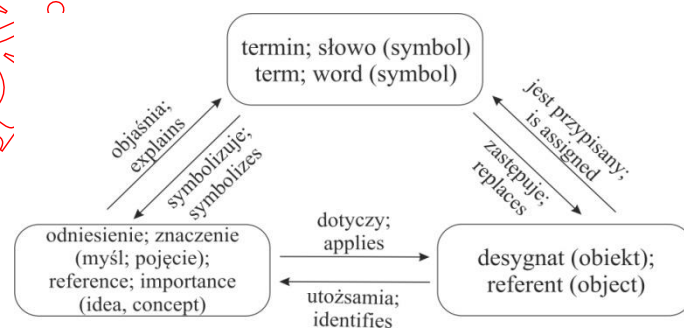 termin; słowo (symbol)
term; word (symbol)
objaśnia;
explains
symbolizuje;
symbolizes
jest przypisany;
is assigned
zastępuje;
replaces
odniesienie; znaczenie
(myśl; pojęcie);
reference; importance
(idea, concept)
dotyczy;
applies
utożsamia;
identifies
desygnat (obiekt);
referent (object)